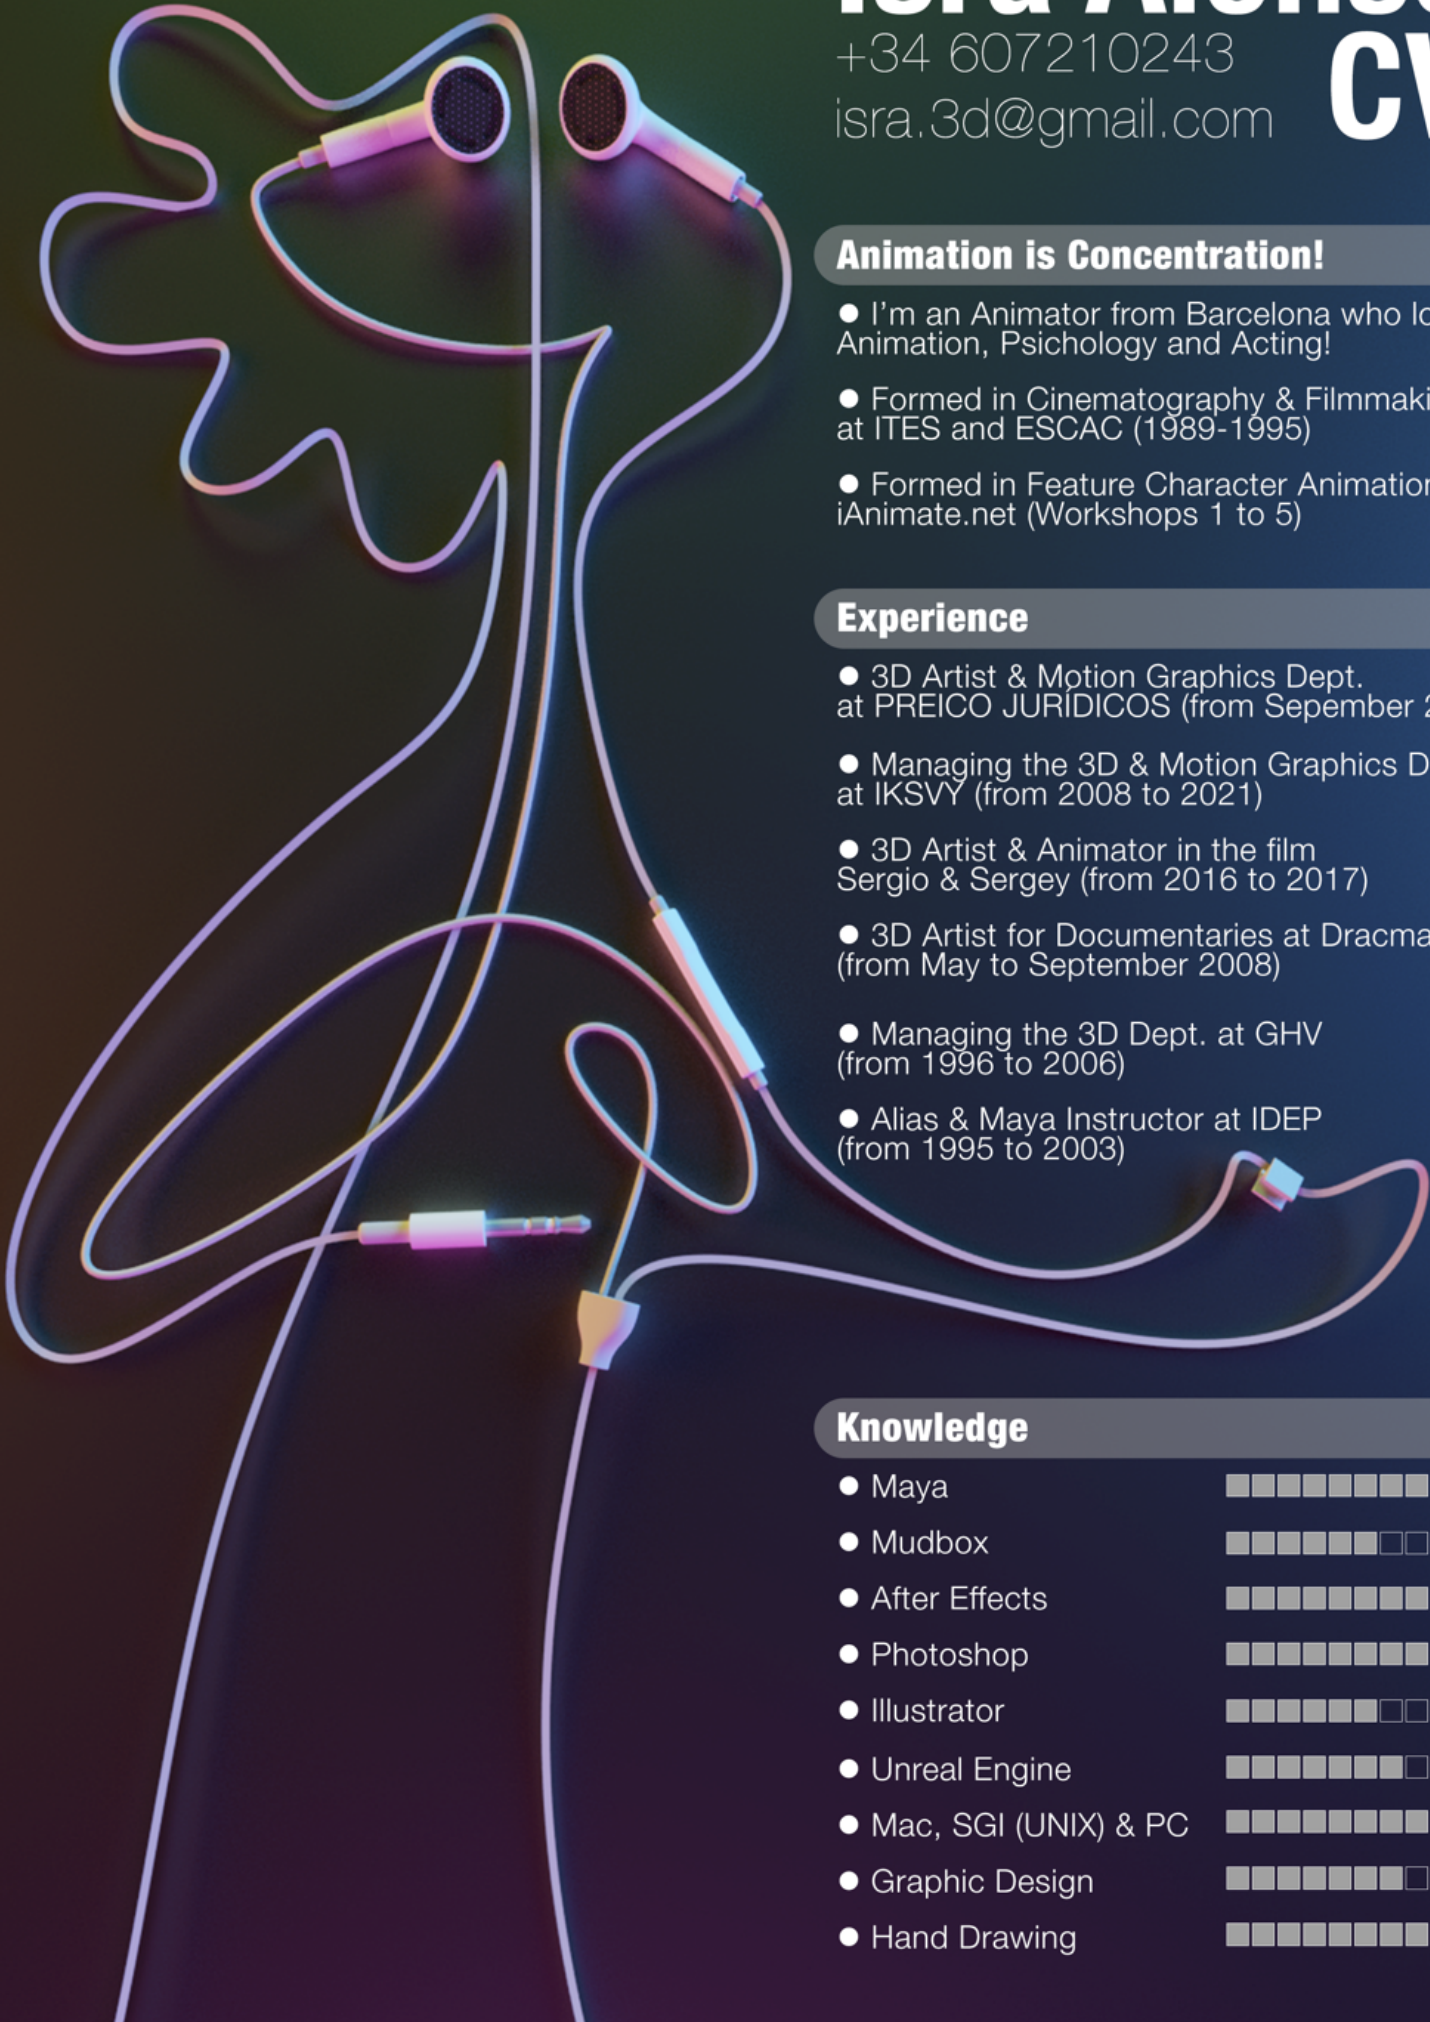 +34 607210243
isra.3d@gmail.com
Animation is Concentration!
● I'm an Animator from Barcelona who
Animation, Psichology and Acting!
● Formed in Cinematography &
at ITES and ESCAC (1989-1995)
● Formed in Feature Character
iAnimate.net (Workshops 1 to 5)
Experience
● 3D Artist & Motion Graphics Dept.
at PREICO JURÍDICOS (from Sepember
● Managing the 3D & Motion Graphics
at IKSVY (from 2008 to 2021)
● 3D Artist & Animator in the film
Sergio & Sergey (from 2016 to 2017)
● 3D Artist for Documentaries at Dracma
(from May to September 2008)
● Managing the 3D Dept. at GHV
(from 1996 to 2006)
● Alias & Maya Instructor at IDEP
(from 1995 to 2003)
Knowledge
● Maya
● Mudbox
● After Effects
● Photoshop
● Illustrator
● Unreal Engine
● Mac, SGI (UNIX) & PC
● Graphic Design
● Hand Drawing